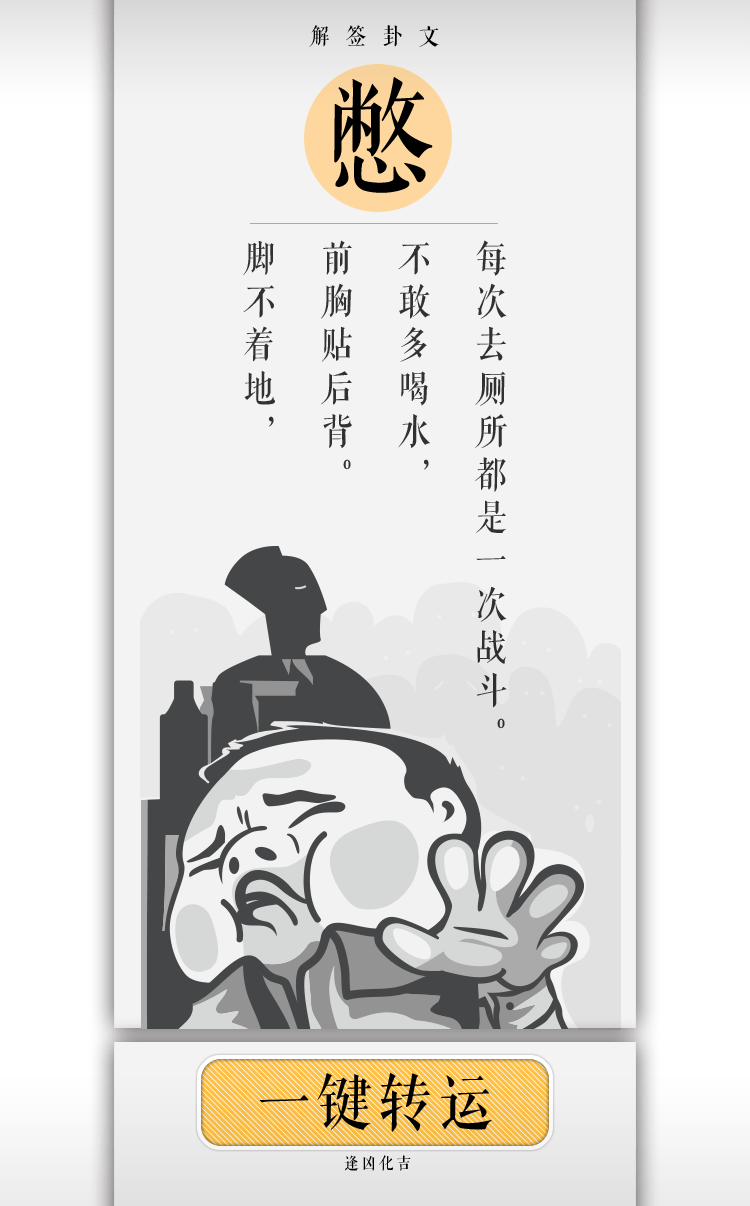 解签卦文
憋
脚不着地，
前胸贴后背。
不敢多喝水，
每次去厕所都是一次战斗。
一键转运
逢凶化吉